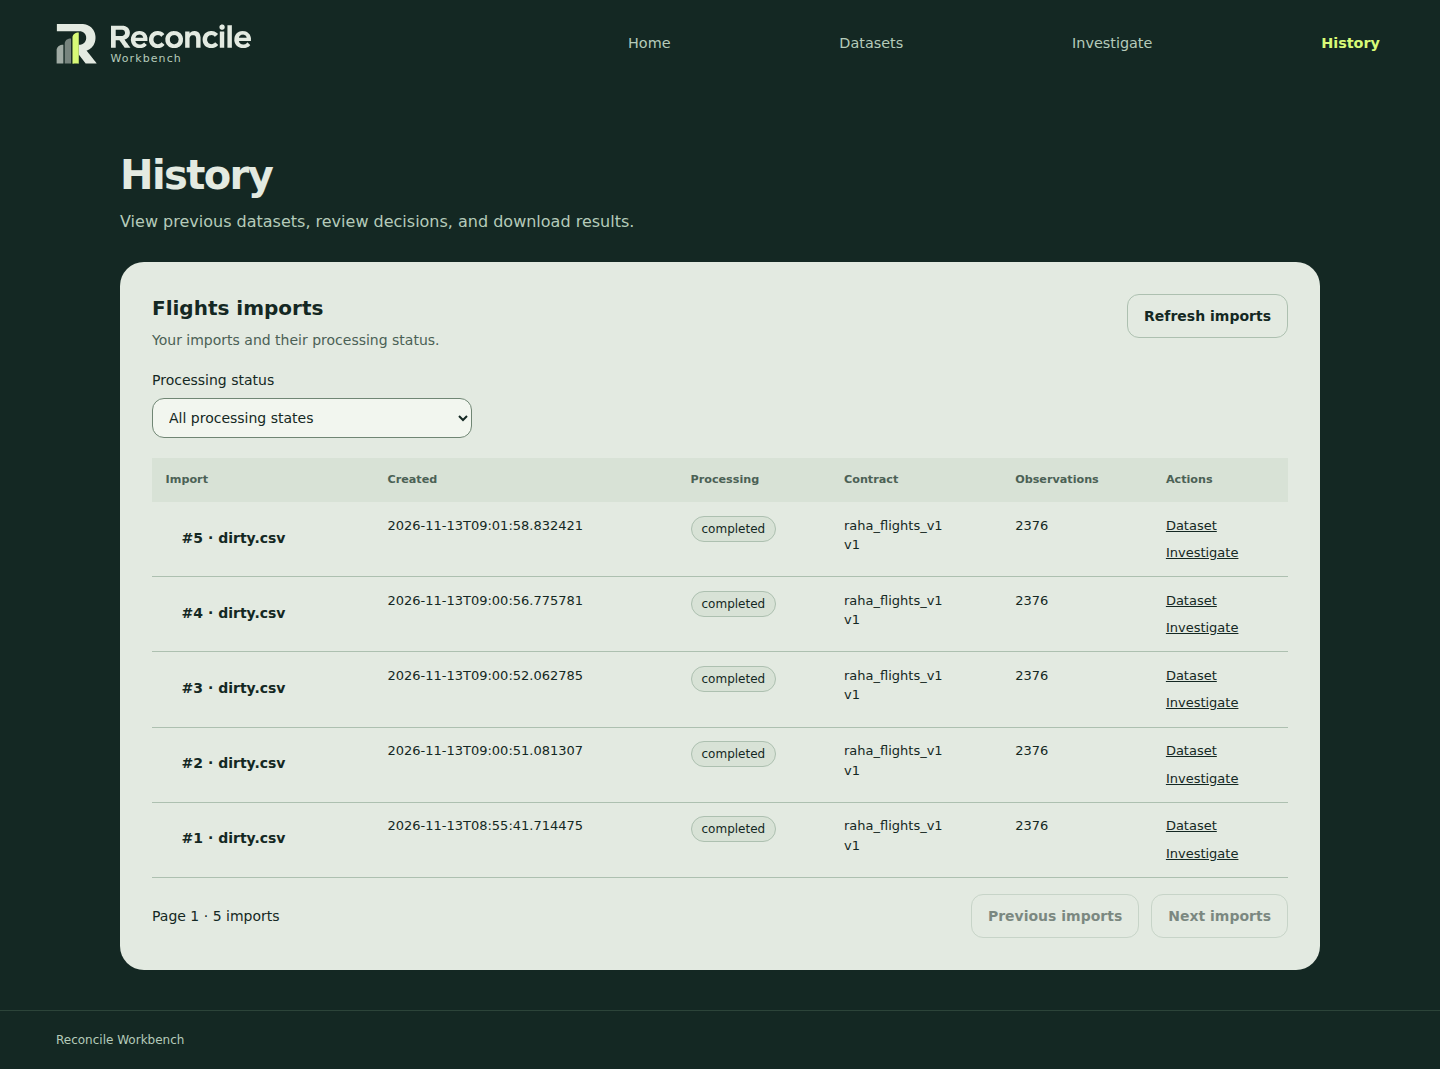 Reconcile
Workbench
Home
Datasets
Investigate
History
History
View previous datasets, review decisions, and download results.
Flights imports
Your imports and their processing status.
Refresh imports
Processing status
All processing states
Import Created Processing Contract Observations Actions
#5 · dirty.csv 2026-11-13T09:01:58.832421 completed raha_flights_v1 2376 Dataset
v1 Investigate
#4 · dirty.csv 2026-11-13T09:00:56.775781 completed raha_flights_v1 2376 Dataset
v1 Investigate
#3 · dirty.csv 2026-11-13T09:00:52.062785 completed raha_flights_v1 2376 Dataset
v1 Investigate
#2 · dirty.csv 2026-11-13T09:00:51.081307 completed raha_flights_v1 2376 Dataset
v1 Investigate
#1 · dirty.csv 2026-11-13T08:55:41.714475 completed raha_flights_v1 2376 Dataset
v1 Investigate
Page 1 · 5 imports
Previous imports
Next imports
Reconcile Workbench